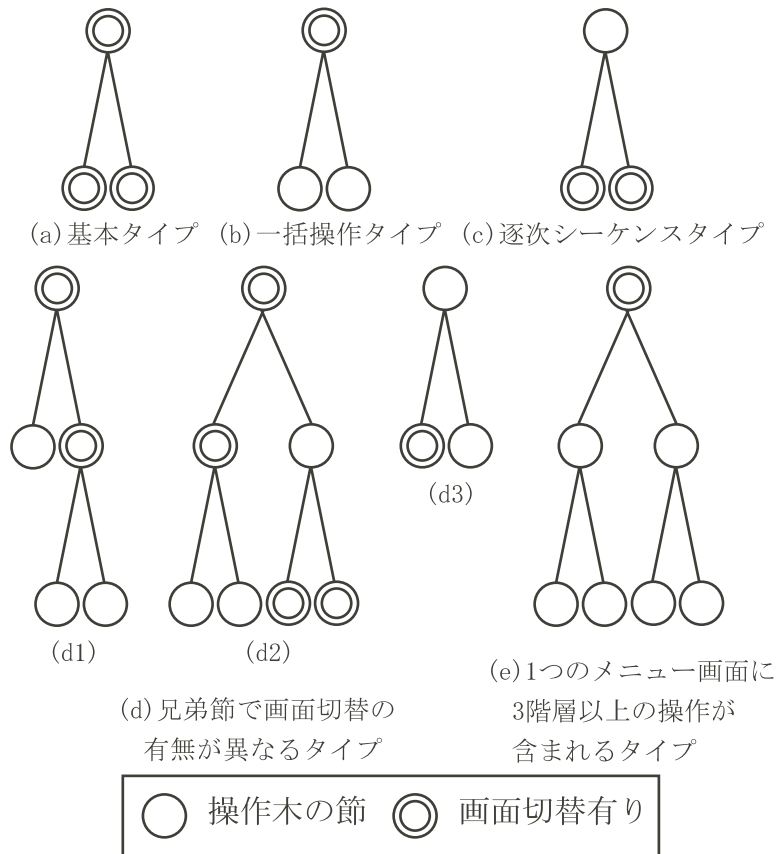 (a)基本タイプ (b)一括操作タイプ (c)逐次シーケンスタイプ
(d3)
(d1) (d2)
(e)1つのメニュー画面に
3階層以上の操作が
含まれるタイプ
(d)兄弟節で画面切替の
有無が異なるタイプ
操作木の節 画面切替有り